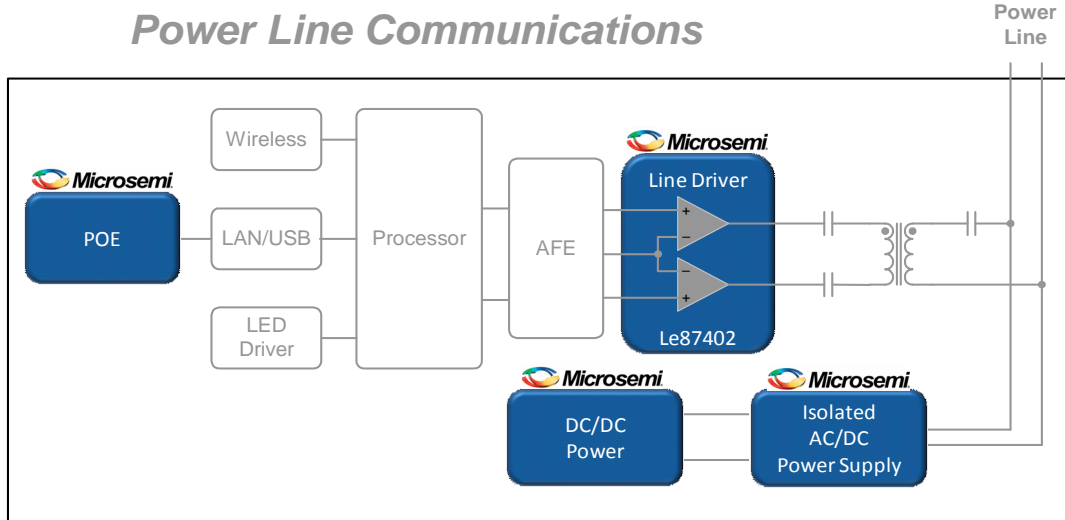 Power Line Communications
Power
Line
Wireless
Microsemi
POE
LAN/USB
LED
Driver
Processor
AFE
Microsemi
Line Driver
+
−
−
+
Le87402
Microsemi
DC/DC
Power
Microsemi
Isolated
AC/DC
Power Supply